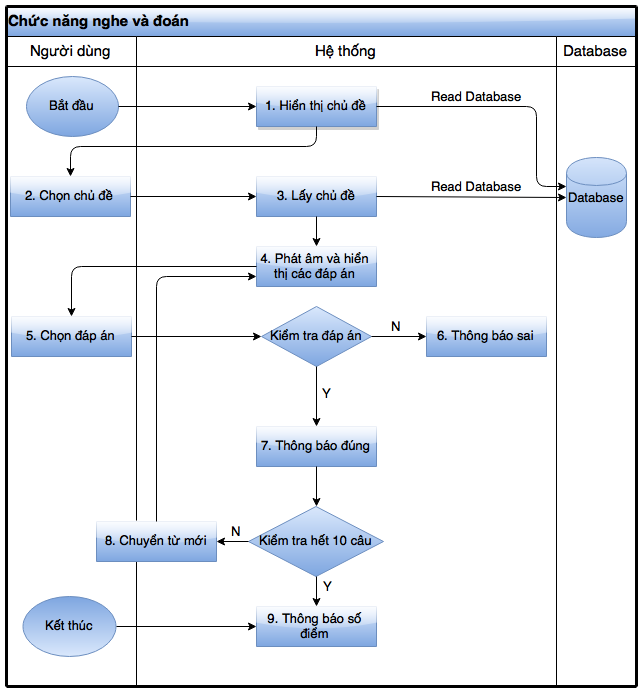 Chức năng nghe và đoán
Người dùng
Hệ thống
Database
Bắt đầu
1. Hiển thị chủ đề
Read Database
2. Chọn chủ đề
3. Lấy chủ đề
Read Database
Database
4. Phát âm và hiển
thị các đáp án
5. Chọn đáp án
Kiểm tra đáp án
N
6. Thông báo sai
Y
7. Thông báo đúng
8. Chuyển từ mới
N
Kiểm tra hết 10 câu
Y
Kết thúc
9. Thông báo số
điểm